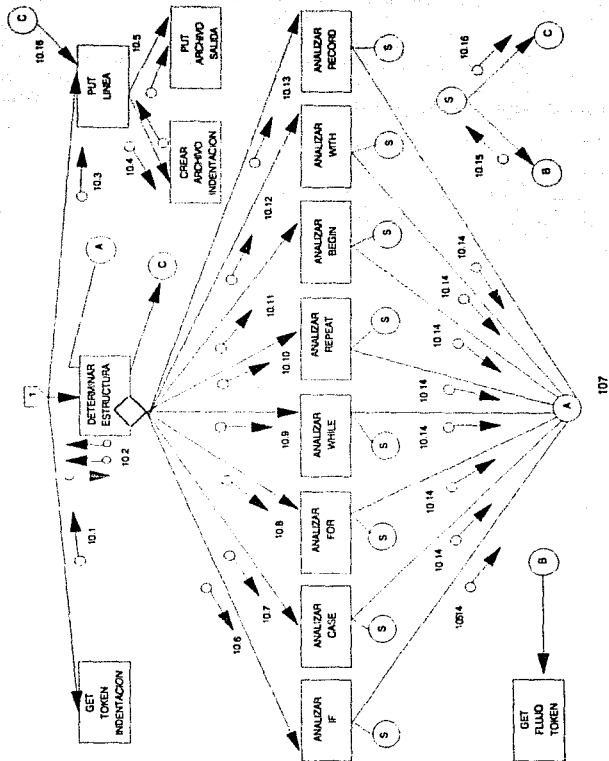 C
10.16
1
PUT
LINEA
10.5
10.3
10.4
PUT
ARCHIVO
SALIDA
CREAR
ARCHIVO
INDENTACION
A
C
DETERMINAR
ESTRUCTURA
10.2
10.1
GET
TOKEN
INDENTACION
10.6
10.7
10.8
10.9
10.10
10.11
10.12
10.13
ANALIZAR
IF
ANALIZAR
CASE
ANALIZAR
FOR
ANALIZAR
WHILE
ANALIZAR
REPEAT
ANALIZAR
BEGIN
ANALIZAR
WITH
ANALIZAR
RECORD
S
S
S
S
S
S
S
S
10514
10.14
10.14
10.14
10.14
10.14
10.14
10.14
A
S
10.15
10.16
B
C
GET
FLUJO
TOKEN
B
107